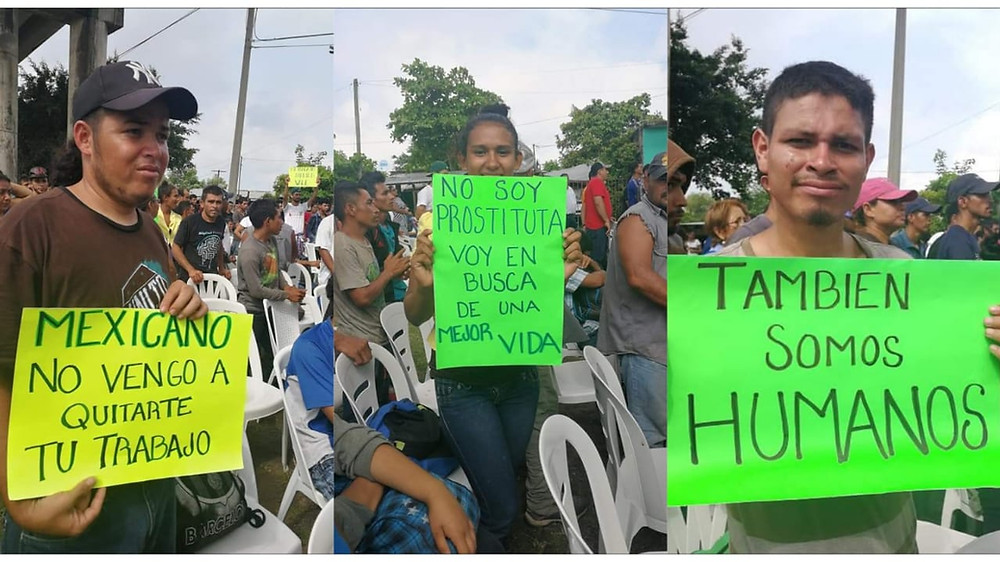 MEXICANO
NO VENGO A
QUITARTE
TU TRABAJO
NO SOY
PROSTITUTA
VOY EN
BUSCA
DE UNA
MEJOR VIDA
TAMBIEN
SOMOS
HUMANOS